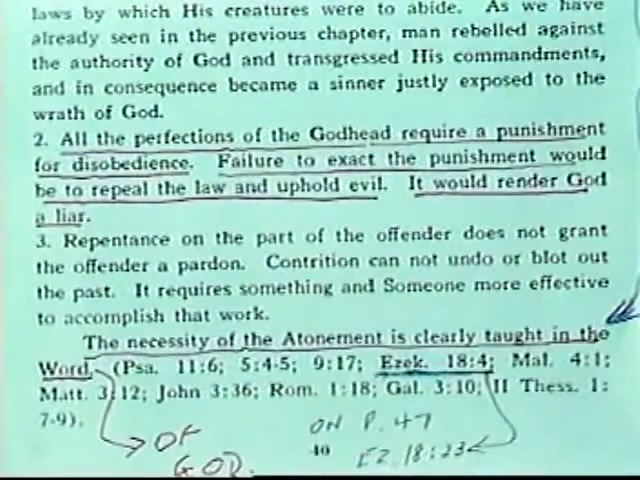 laws by which His creatures were to abide. As we have
already seen in the previous chapter, man rebelled against
the authority of God and transgressed His commandments,
and in consequence became a sinner justly exposed to the
wrath of God.
2. All the perfections of the Godhead require a punishment
for disobedience. Failure to exact the punishment would
be to repeal the law and uphold evil. It would render God
a liar.
3. Repentance on the part of the offender does not grant
the offender a pardon. Contrition can not undo or blot out
the past. It requires something and Someone more effective
to accomplish that work.
The necessity of the Atonement is clearly taught in the
Word. (Psa. 11:6; 5:4-5; 9:17; Ezek. 18:4; Mal. 4:1;
Matt. 3:12; John 3:36; Rom. 1:18; Gal. 3:10; II Thess. 1:
7-9).
OF
GOD.
ON P. 47
40
EZ. 18:23